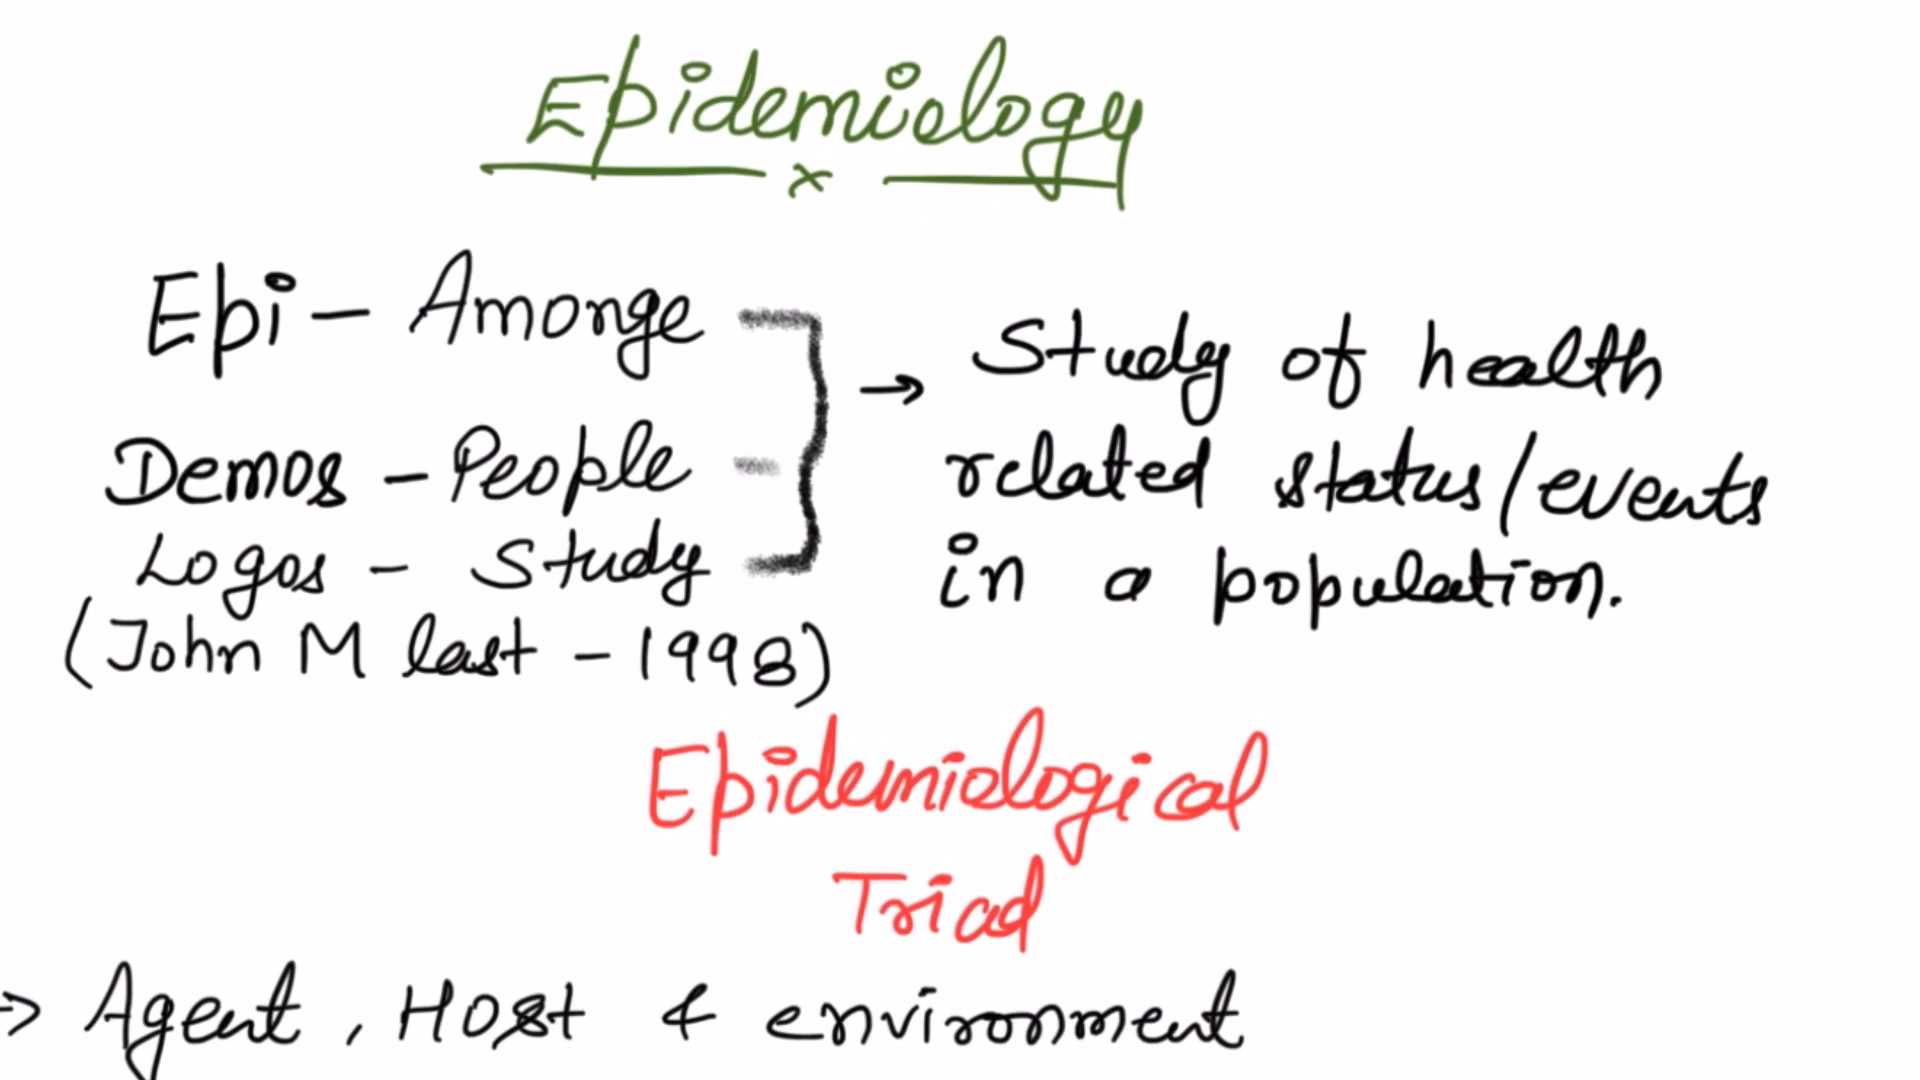 Epidemiology
x
Epi - Amonge
Demos - People
Logos - Study
(John M last - 1998)
→ Study of health
related status/events
in a population.
Epidemiological
Triad
→ Agent, Host & environment